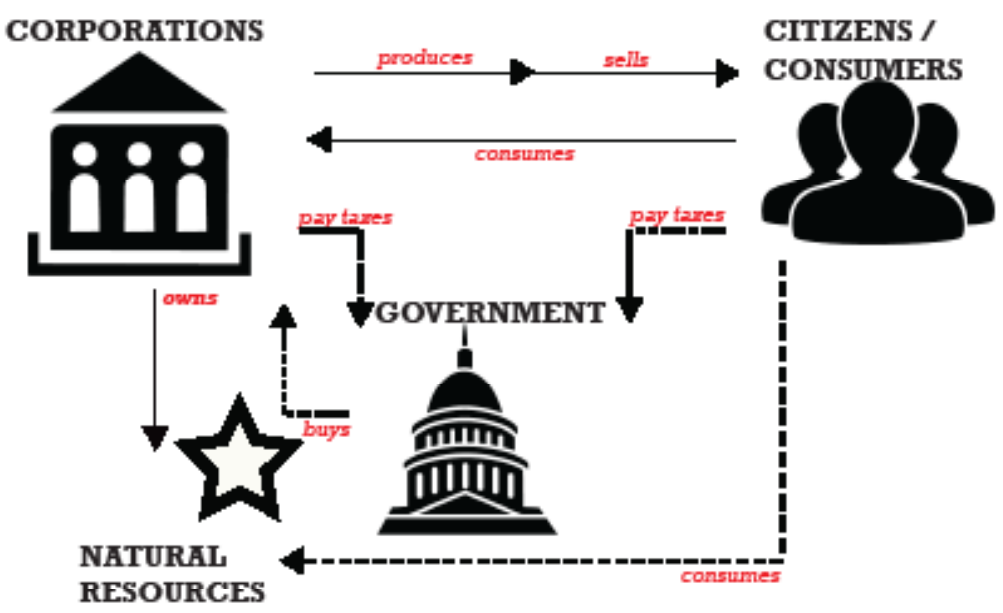 CORPORATIONS
CITIZENS /
CONSUMERS
produces
sells
consumes
pay taxes
pay taxes
owns
GOVERNMENT
buys
NATURAL
RESOURCES
consumes